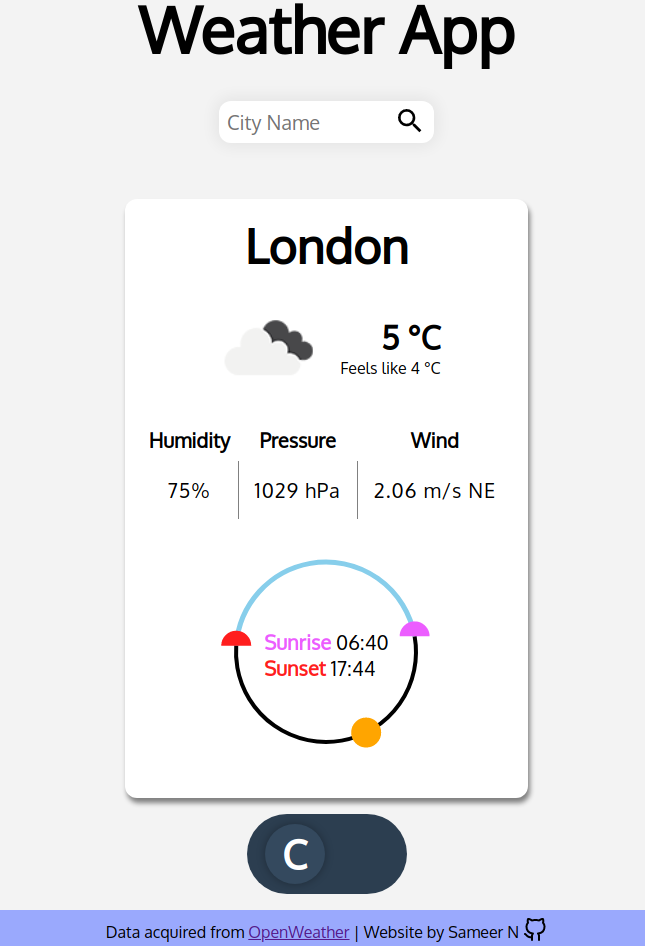 Weather App
City Name
London
5 °C
Feels like 4 °C
Humidity Pressure Wind
75% 1029 hPa 2.06 m/s NE
Sunrise 06:40
Sunset 17:44
C
Data acquired from OpenWeather | Website by Sameer N